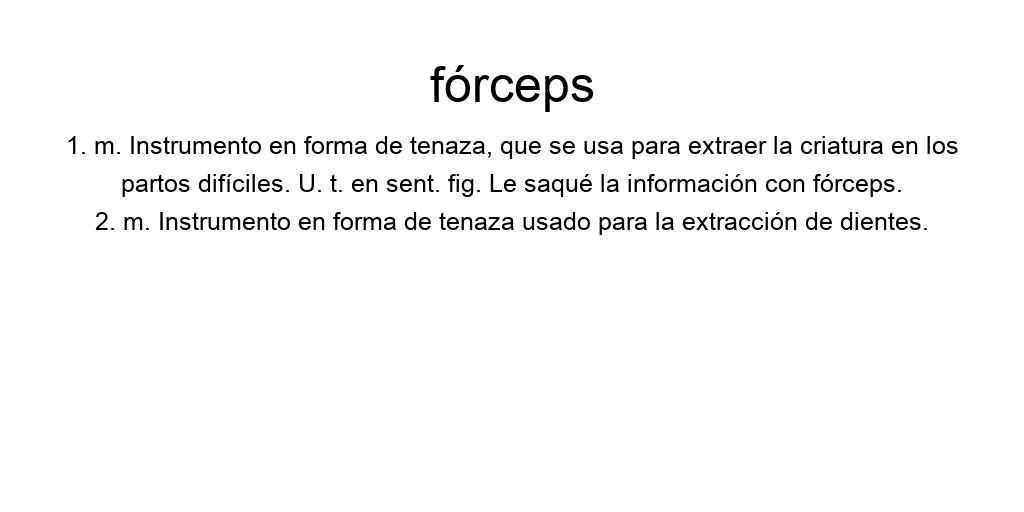 fórceps
1. m. Instrumento en forma de tenaza, que se usa para extraer la criatura en los
partos difíciles. U. t. en sent. fig. Le saqué la información con fórceps.
2. m. Instrumento en forma de tenaza usado para la extracción de dientes.